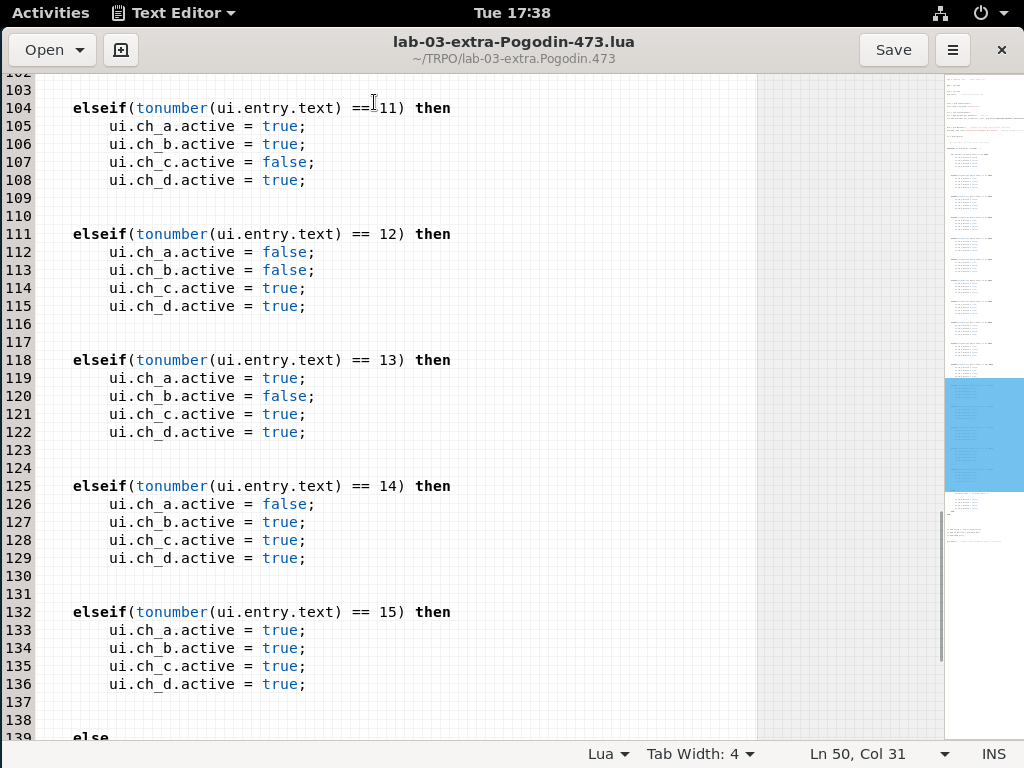 Activities Text Editor Tue 17:38
Open lab-03-extra-Pogodin-473.lua Save
~/TRPO/lab-03-extra.Pogodin.473
102
103
104 elseif(tonumber(ui.entry.text) == 11) then
105 ui.ch_a.active = true;
106 ui.ch_b.active = true;
107 ui.ch_c.active = false;
108 ui.ch_d.active = true;
109
110
111 elseif(tonumber(ui.entry.text) == 12) then
112 ui.ch_a.active = false;
113 ui.ch_b.active = false;
114 ui.ch_c.active = true;
115 ui.ch_d.active = true;
116
117
118 elseif(tonumber(ui.entry.text) == 13) then
119 ui.ch_a.active = true;
120 ui.ch_b.active = false;
121 ui.ch_c.active = true;
122 ui.ch_d.active = true;
123
124
125 elseif(tonumber(ui.entry.text) == 14) then
126 ui.ch_a.active = false;
127 ui.ch_b.active = true;
128 ui.ch_c.active = true;
129 ui.ch_d.active = true;
130
131
132 elseif(tonumber(ui.entry.text) == 15) then
133 ui.ch_a.active = true;
134 ui.ch_b.active = true;
135 ui.ch_c.active = true;
136 ui.ch_d.active = true;
137
138
139 else
Lua Tab Width: 4 Ln 50, Col 31 INS